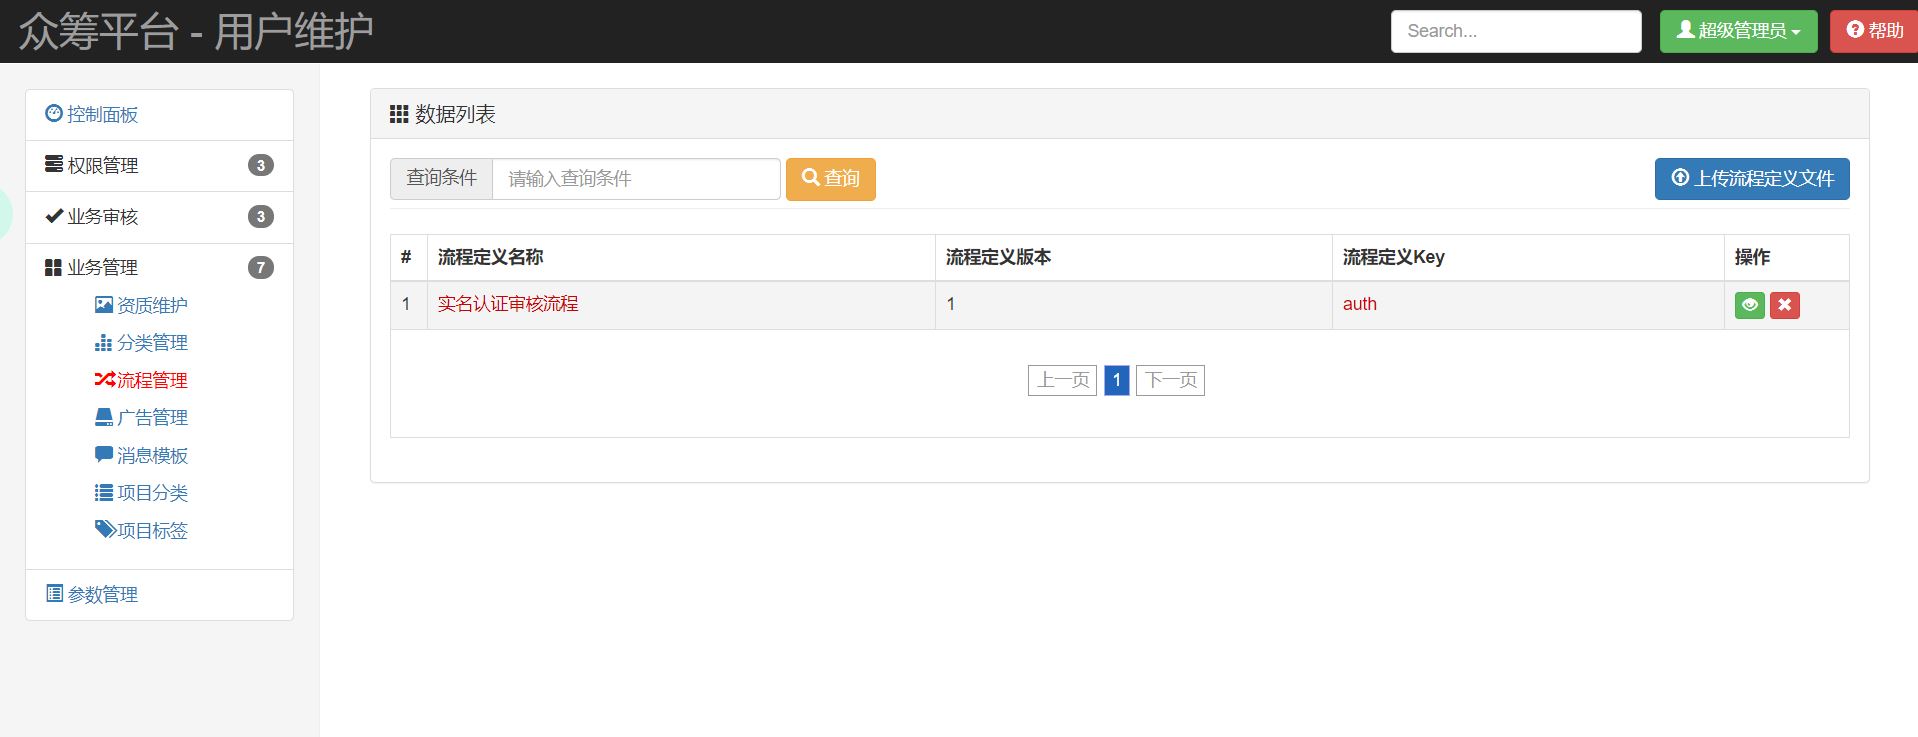 众筹平台 - 用户维护
Search...
超级管理员
帮助
控制面板
权限管理 3
业务审核 3
业务管理 7
资质维护
分类管理
流程管理
广告管理
消息模板
项目分类
项目标签
参数管理
数据列表
查询条件 请输入查询条件 查询
上传流程定义文件
# 流程定义名称 流程定义版本 流程定义Key 操作
1 实名认证审核流程 1 auth
上一页 1 下一页